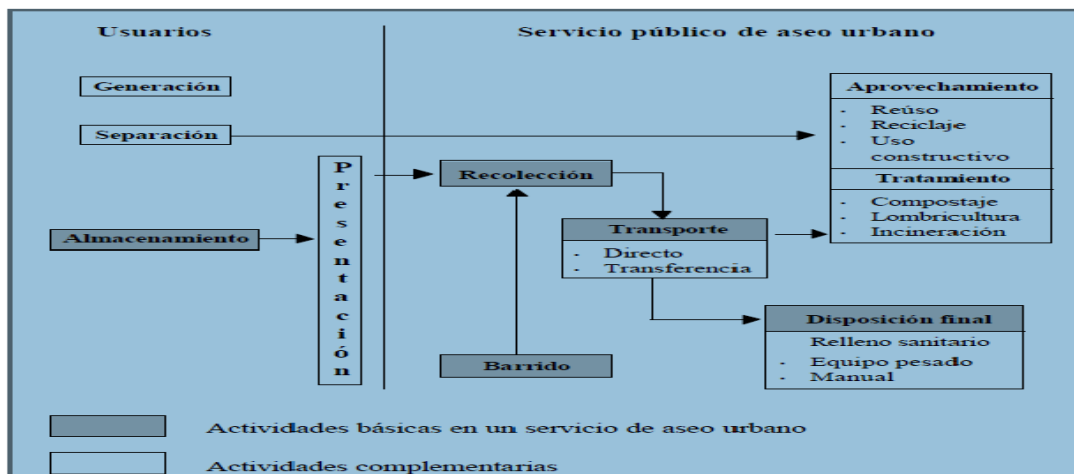 Usuarios
Servicio público de aseo urbano
Generación
Separación
Almacenamiento
Presentación
Recolección
Barrido
Transporte
- Directo
- Transferencia
Aprovechamiento
- Reúso
- Reciclaje
- Uso
constructivo
Tratamiento
- Compostaje
- Lombricultura
- Incineración
Disposición final
Relleno sanitario
- Equipo pesado
- Manual
Actividades básicas en un servicio de aseo urbano
Actividades complementarias